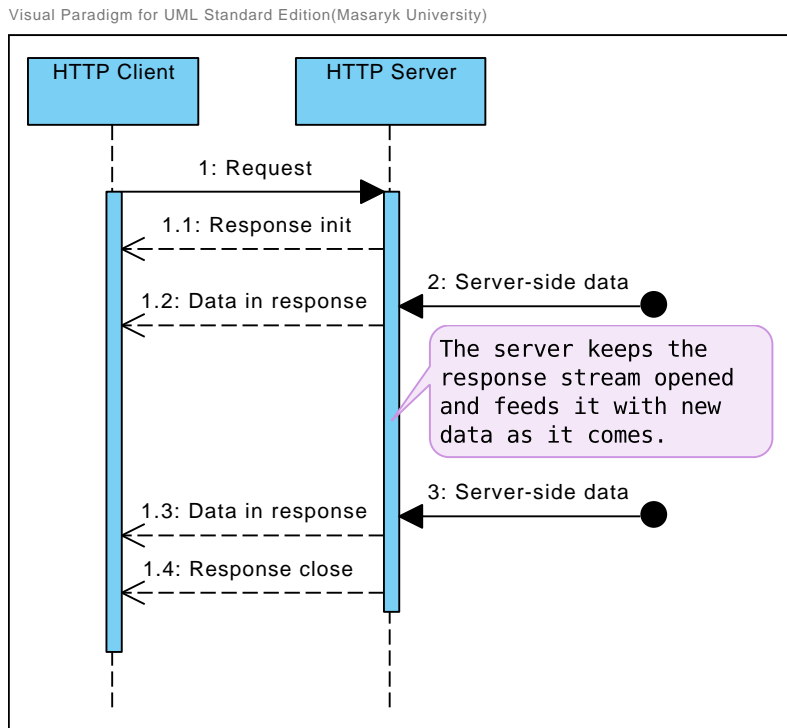 Visual Paradigm for UML Standard Edition(Masaryk University)
HTTP Client
HTTP Server
1: Request
1.1: Response init
2: Server-side data
1.2: Data in response
The server keeps the
response stream opened
and feeds it with new
data as it comes.
3: Server-side data
1.3: Data in response
1.4: Response close